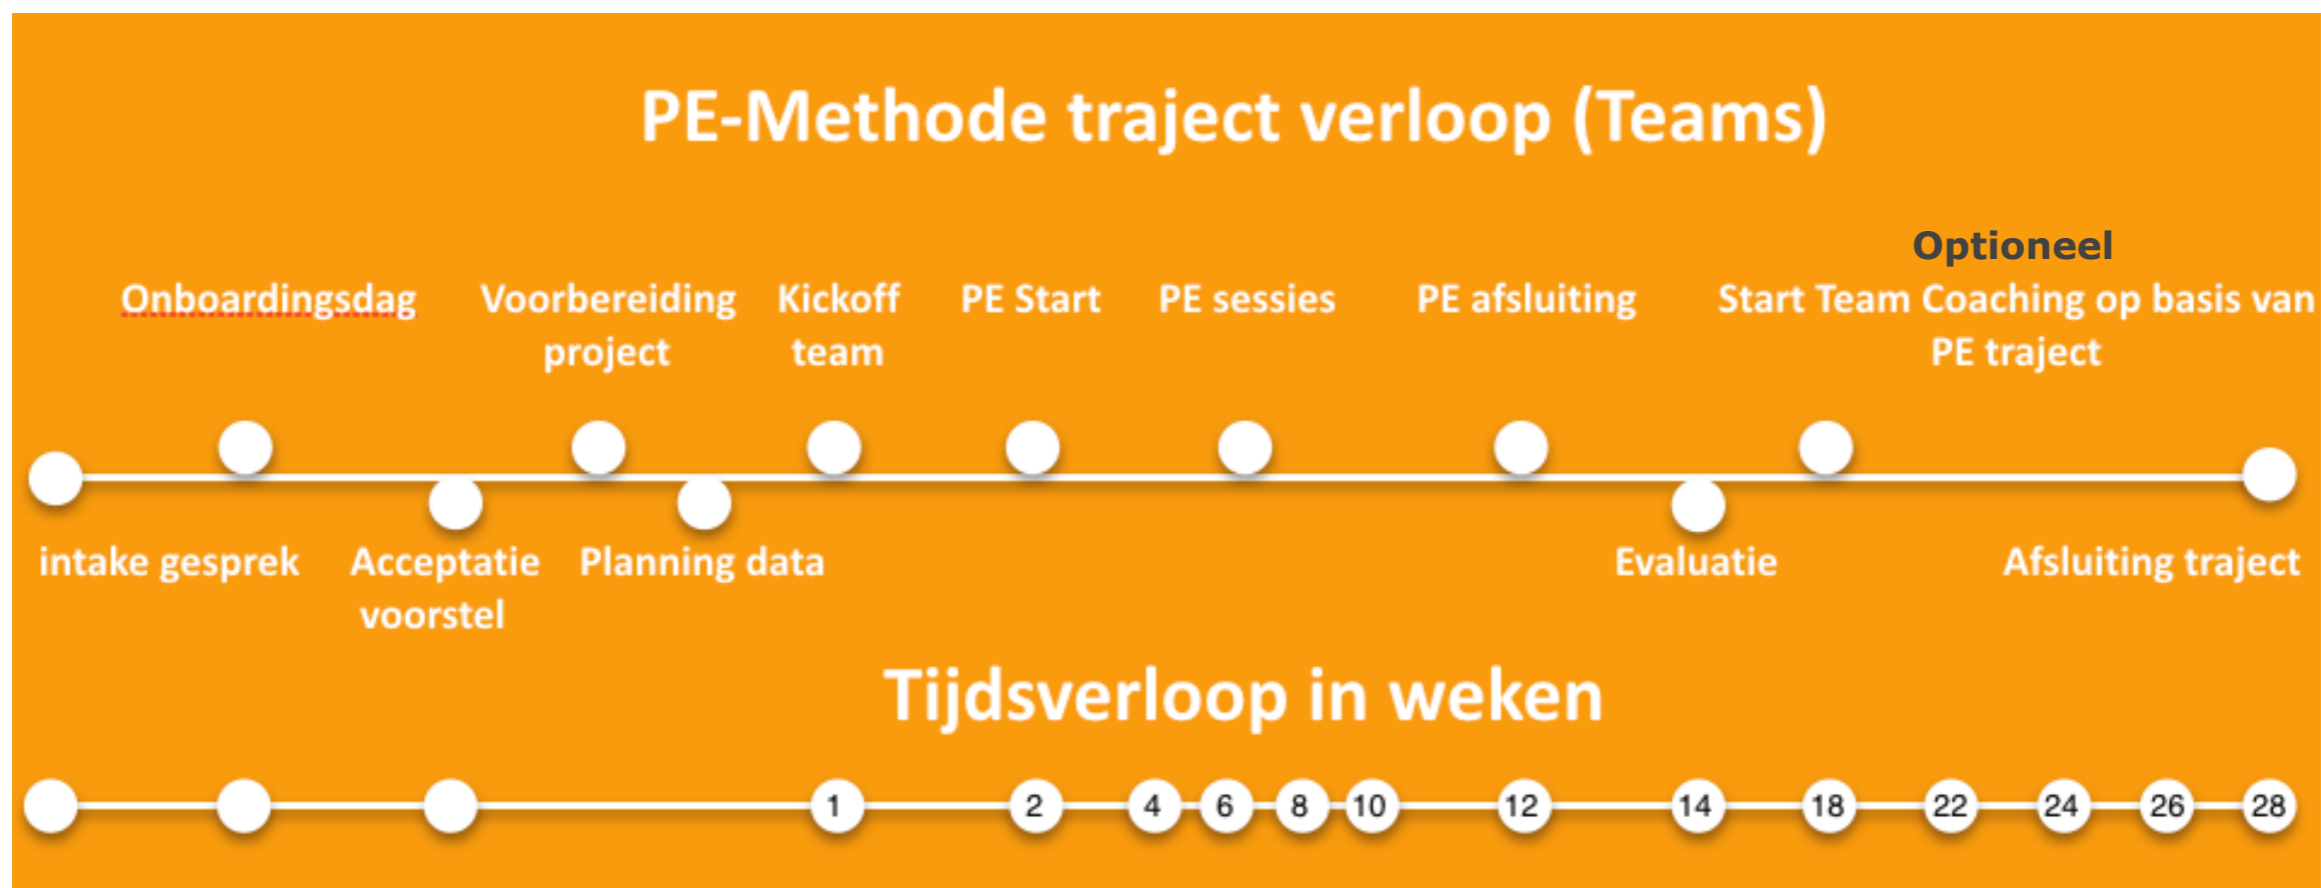 PE-Methode traject verloop (Teams)
Optioneel
Onboardingsdag
Voorbereiding
project
Kickoff
team
PE Start
PE sessies
PE afsluiting
Start Team Coaching op basis van
PE traject
intake gesprek
Acceptatie
voorstel
Planning data
Evaluatie
Afsluiting traject
Tijdsverloop in weken
1 2 4 6 8 10 12 14 18 22 24 26 28